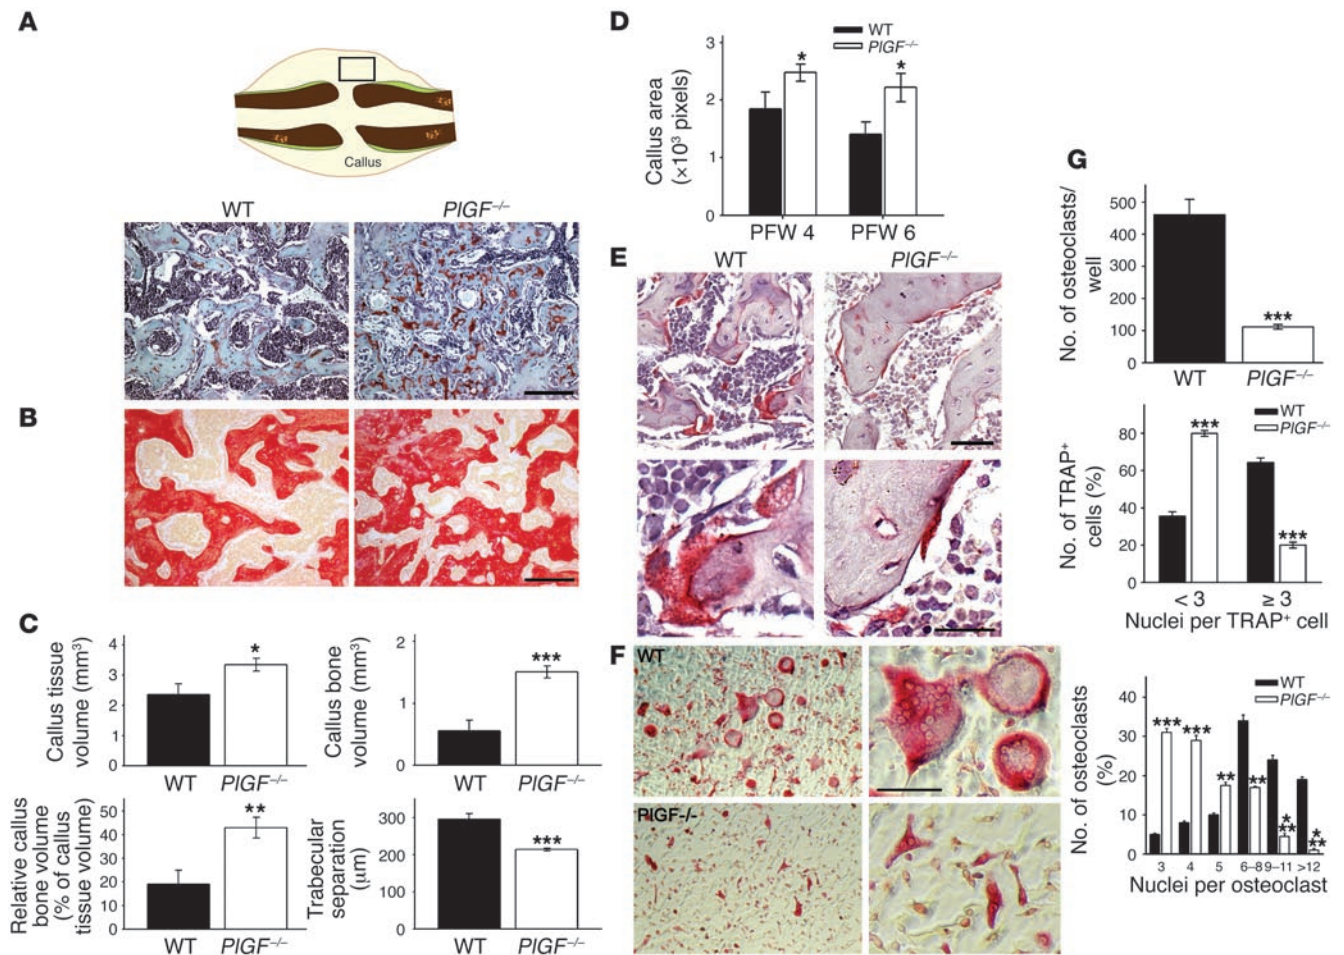 A
Callus
WT
PlGF–/–
B
C
Callus tissue
volume (mm³)
4
3
2
1
0
*
WT
PlGF–/–
Callus bone
volume (mm³)
2
1
0
***
WT
PlGF–/–
Relative callus
bone volume
(% of callus
tissue volume)
50
40
30
20
10
0
**
WT
PlGF–/–
Trabecular
separation
(μm)
300
200
100
0
***
WT
PlGF–/–
D
WT
PlGF–/–
Callus area
(×10³ pixels)
3
2
1
0
*
*
PFW 4
PFW 6
E
WT
PlGF–/–
F
WT
PlGF-/-
G
No. of osteoclasts/
well
500
400
300
200
100
0
***
WT
PlGF–/–
WT
PlGF–/–
No. of TRAP⁺
cells (%)
80
60
40
20
0
***
***
< 3
≥ 3
Nuclei per TRAP⁺ cell
WT
PlGF–/–
No. of osteoclasts
(%)
40
30
20
10
0
***
***
**
**
*
**
*
**
3
4
5
6–8
9–11
>12
Nuclei per osteoclast